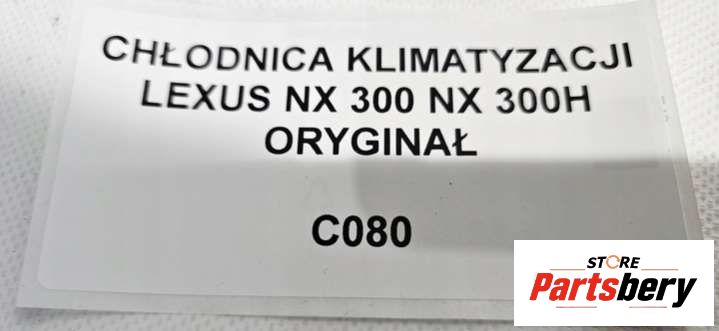 CHŁODNICA KLIMATYZACJI
LEXUS NX 300 NX 300H
ORYGINAŁ
C080
STORE
Partsbery